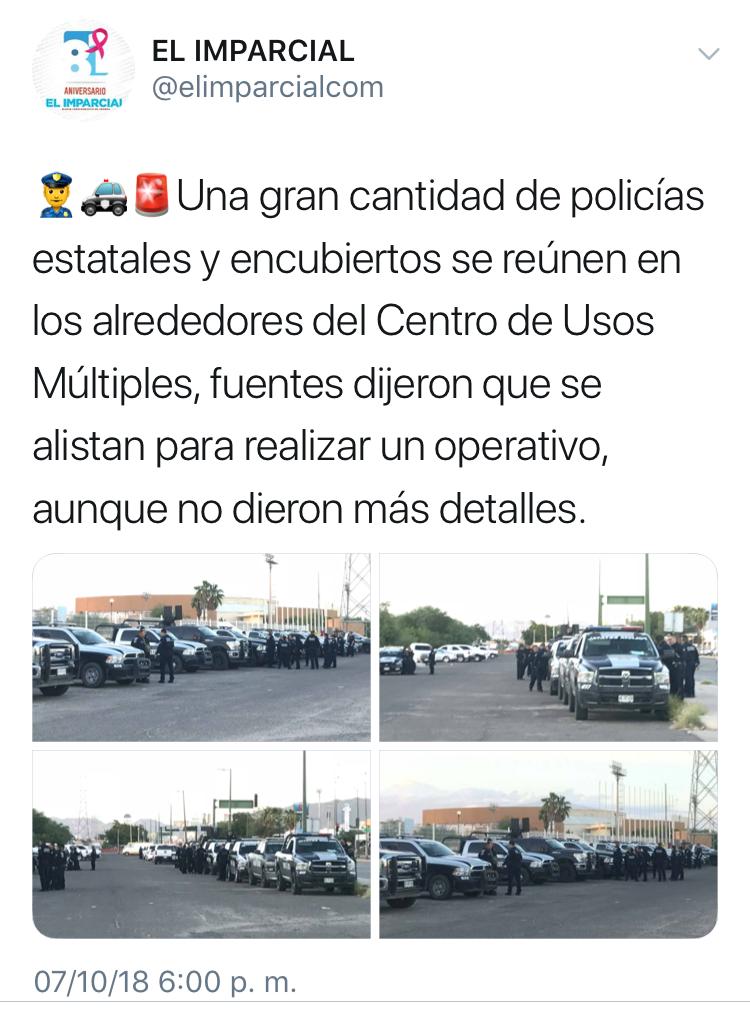 EL IMPARCIAL
@elimparcialcom
ANIVERSARIO
EL IMPARCIAL
👮🚓🚨Una gran cantidad de policías
estatales y encubiertos se reúnen en
los alrededores del Centro de Usos
Múltiples, fuentes dijeron que se
alistan para realizar un operativo,
aunque no dieron más detalles.
07/10/18 6:00 p. m.